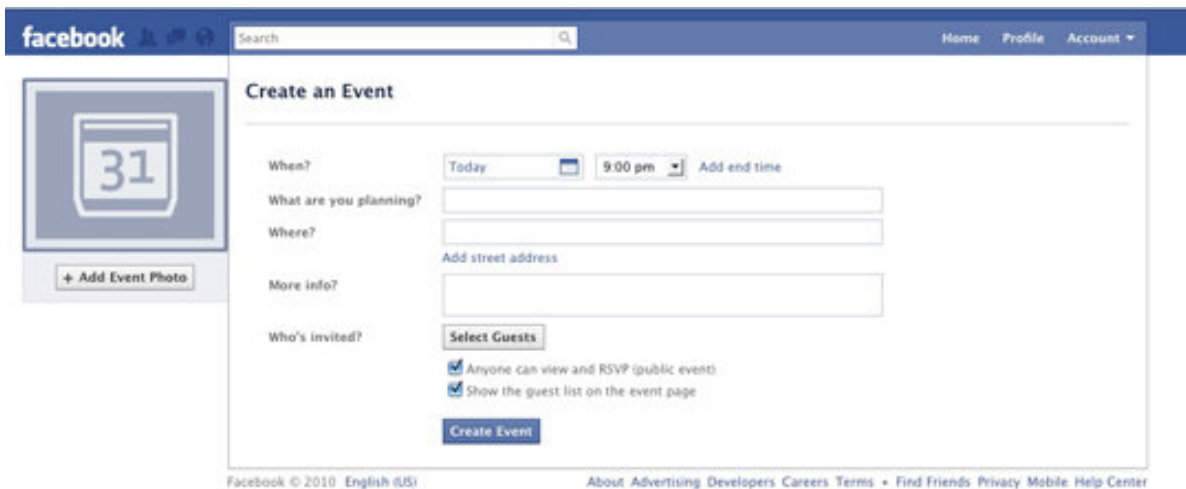 facebook Search Home Profile Account
Create an Event
31
When? Today 9:00 pm Add end time
What are you planning?
Where?
Add street address
+ Add Event Photo
More info?
Who's invited? Select Guests
Anyone can view and RSVP (public event)
Show the guest list on the event page
Create Event
Facebook © 2010 English (US) About Advertising Developers Careers Terms • Find Friends Privacy Mobile Help Center